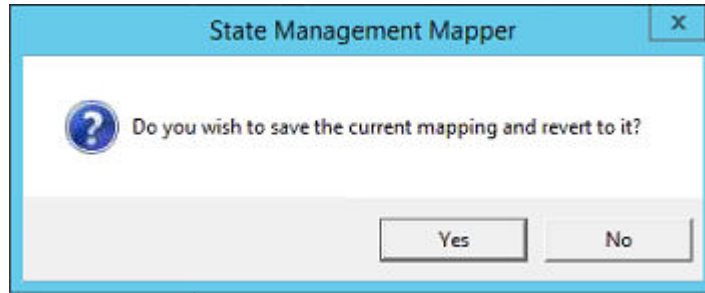 State Management Mapper
x
Do you wish to save the current mapping and revert to it?
Yes
No